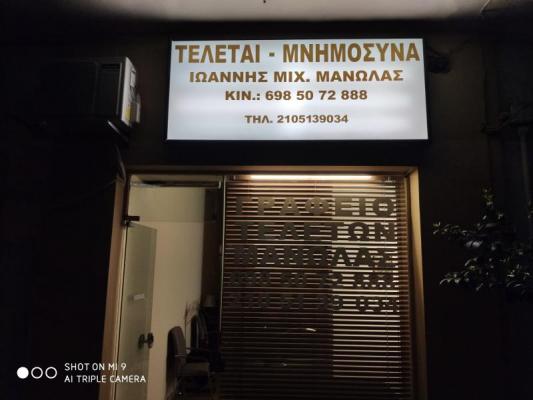 ΤΕΛΕΤΑΙ - ΜΝΗΜΟΣΥΝΑ
ΙΩΑΝΝΗΣ ΜΙΧ. ΜΑΝΩΛΑΣ
ΚΙΝ.: 698 50 72 888
ΤΗΛ. 2105139034
ΓΡΑΦΕΙΟ
ΤΕΛΕΤΩΝ
ΜΑΝΩΛΑΣ
SHOT ON MI 9
AI TRIPLE CAMERA